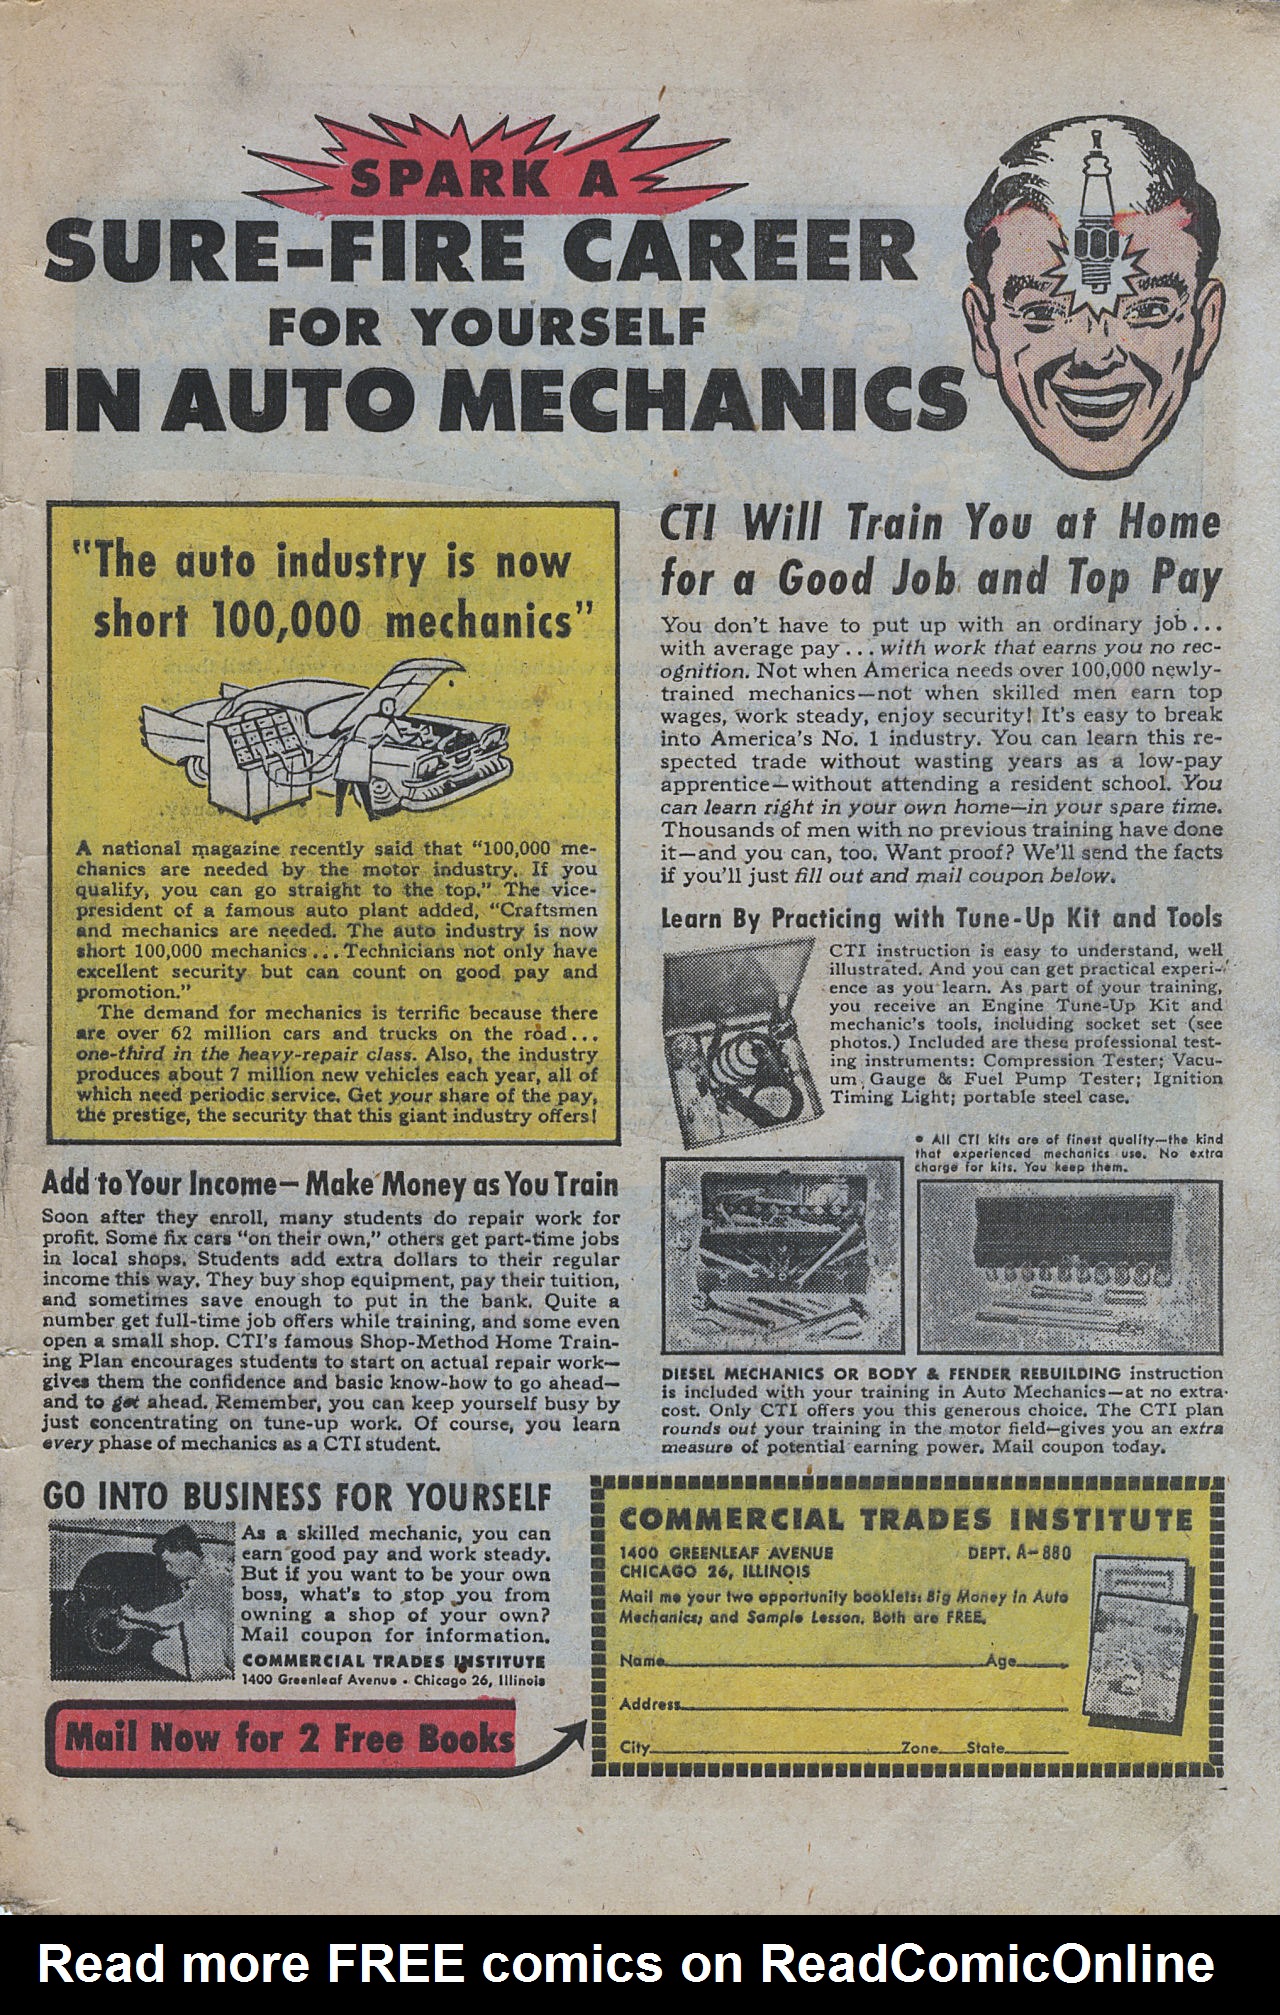 SPARK A
SURE-FIRE CAREER
FOR YOURSELF
IN AUTO MECHANICS
"The auto industry is now
short 100,000 mechanics"
A national magazine recently said that "100,000 me-
chanics are needed by the motor industry. If you
qualify, you can go straight to the top." The vice-
president of a famous auto plant added, "Craftsmen
and mechanics are needed. The auto industry is now
short 100,000 mechanics... Technicians not only have
excellent security but can count on good pay and
promotion."
The demand for mechanics is terrific because there
are over 62 million cars and trucks on the road...
one-third in the heavy-repair class. Also, the industry
produces about 7 million new vehicles each year, all of
which need periodic service. Get your share of the pay,
the prestige, the security that this giant industry offers!
Add to Your Income—Make Money as You Train
Soon after they enroll, many students do repair work for
profit. Some fix cars "on their own," others get part-time jobs
in local shops. Students add extra dollars to their regular
income this way. They buy shop equipment, pay their tuition,
and sometimes save enough to put in the bank. Quite a
number get full-time job offers while training, and some even
open a small shop. CTI's famous Shop-Method Home Train-
ing Plan encourages students to start on actual repair work—
gives them the confidence and basic know-how to go ahead—
and to get ahead. Remember, you can keep yourself busy by
just concentrating on tune-up work. Of course, you learn
every phase of mechanics as a CTI student.
GO INTO BUSINESS FOR YOURSELF
As a skilled mechanic, you can
earn good pay and work steady.
But if you want to be your own
boss, what's to stop you from
owning a shop of your own?
Mail coupon for information.
COMMERCIAL TRADES INSTITUTE
1400 Greenleaf Avenue • Chicago 26, Illinois
Mail Now for 2 Free Books
CTI Will Train You at Home
for a Good Job and Top Pay
You don't have to put up with an ordinary job...
with average pay... with work that earns you no rec-
ognition. Not when America needs over 100,000 newly-
trained mechanics—not when skilled men earn top
wages, work steady, enjoy security! It's easy to break
into America's No. 1 industry. You can learn this re-
spected trade without wasting years as a low-pay
apprentice—without attending a resident school. You
can learn right in your own home—in your spare time.
Thousands of men with no previous training have done
it—and you can, too. Want proof? We'll send the facts
if you'll just fill out and mail coupon below.
Learn By Practicing with Tune-Up Kit and Tools
CTI instruction is easy to understand, well
illustrated. And you can get practical experi-
ence as you learn. As part of your training,
you receive an Engine Tune-Up Kit and
mechanic's tools, including socket set (see
photos.) Included are these professional test-
ing instruments: Compression Tester; Vacu-
um Gauge & Fuel Pump Tester; Ignition
Timing Light; portable steel case.
• All CTI kits are of finest quality—the kind
that experienced mechanics use. No extra
charge for kits. You keep them.
DIESEL MECHANICS OR BODY & FENDER REBUILDING instruction
is included with your training in Auto Mechanics—at no extra
cost. Only CTI offers you this generous choice. The CTI plan
rounds out your training in the motor field—gives you an extra
measure of potential earning power. Mail coupon today.
COMMERCIAL TRADES INSTITUTE
1400 GREENLEAF AVENUE DEPT. A-880
CHICAGO 26, ILLINOIS
Mail me your two opportunity booklets: Big Money in Auto
Mechanics; and Sample Lesson. Both are FREE.
Name Age
Address
City Zone State
Read more FREE comics on ReadComicOnline